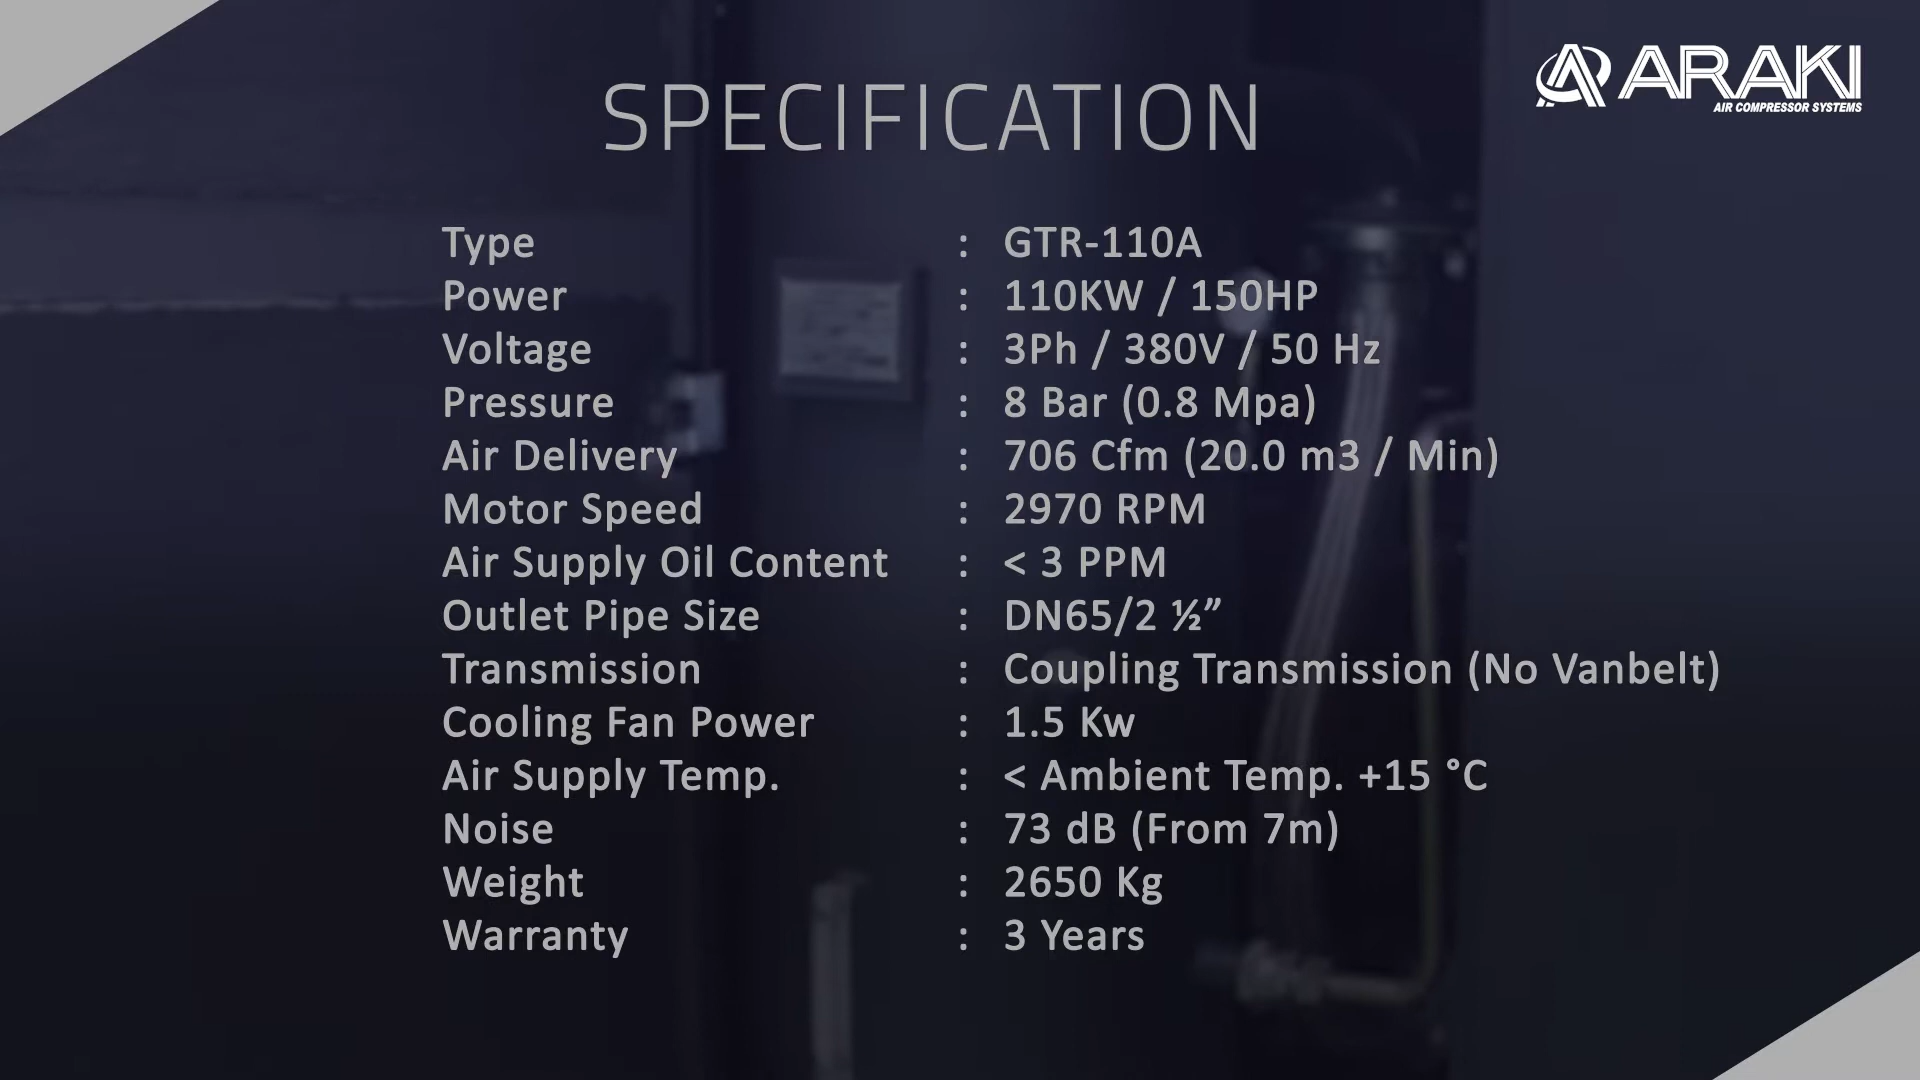 ARAKI
AIR COMPRESSOR SYSTEMS
SPECIFICATION
Type : GTR-110A
Power : 110KW / 150HP
Voltage : 3Ph / 380V / 50 Hz
Pressure : 8 Bar (0.8 Mpa)
Air Delivery : 706 Cfm (20.0 m3 / Min)
Motor Speed : 2970 RPM
Air Supply Oil Content : < 3 PPM
Outlet Pipe Size : DN65/2 ½”
Transmission : Coupling Transmission (No Vanbelt)
Cooling Fan Power : 1.5 Kw
Air Supply Temp. : < Ambient Temp. +15 °C
Noise : 73 dB (From 7m)
Weight : 2650 Kg
Warranty : 3 Years